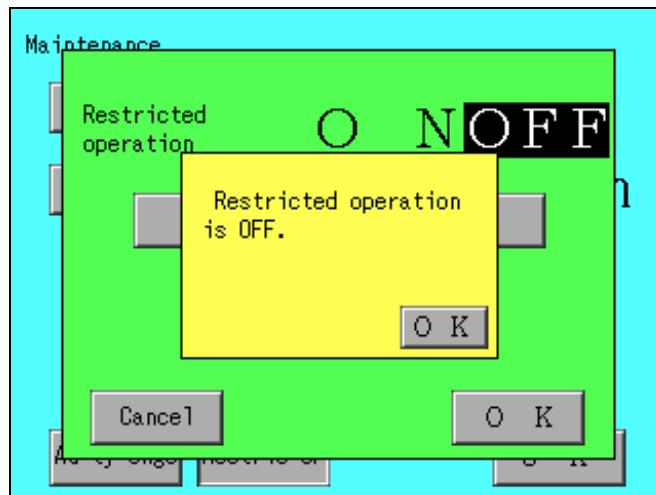 Maintenance
Restricted
operation
O N OFF
Restricted operation
is OFF.
O K
Cancel
O K